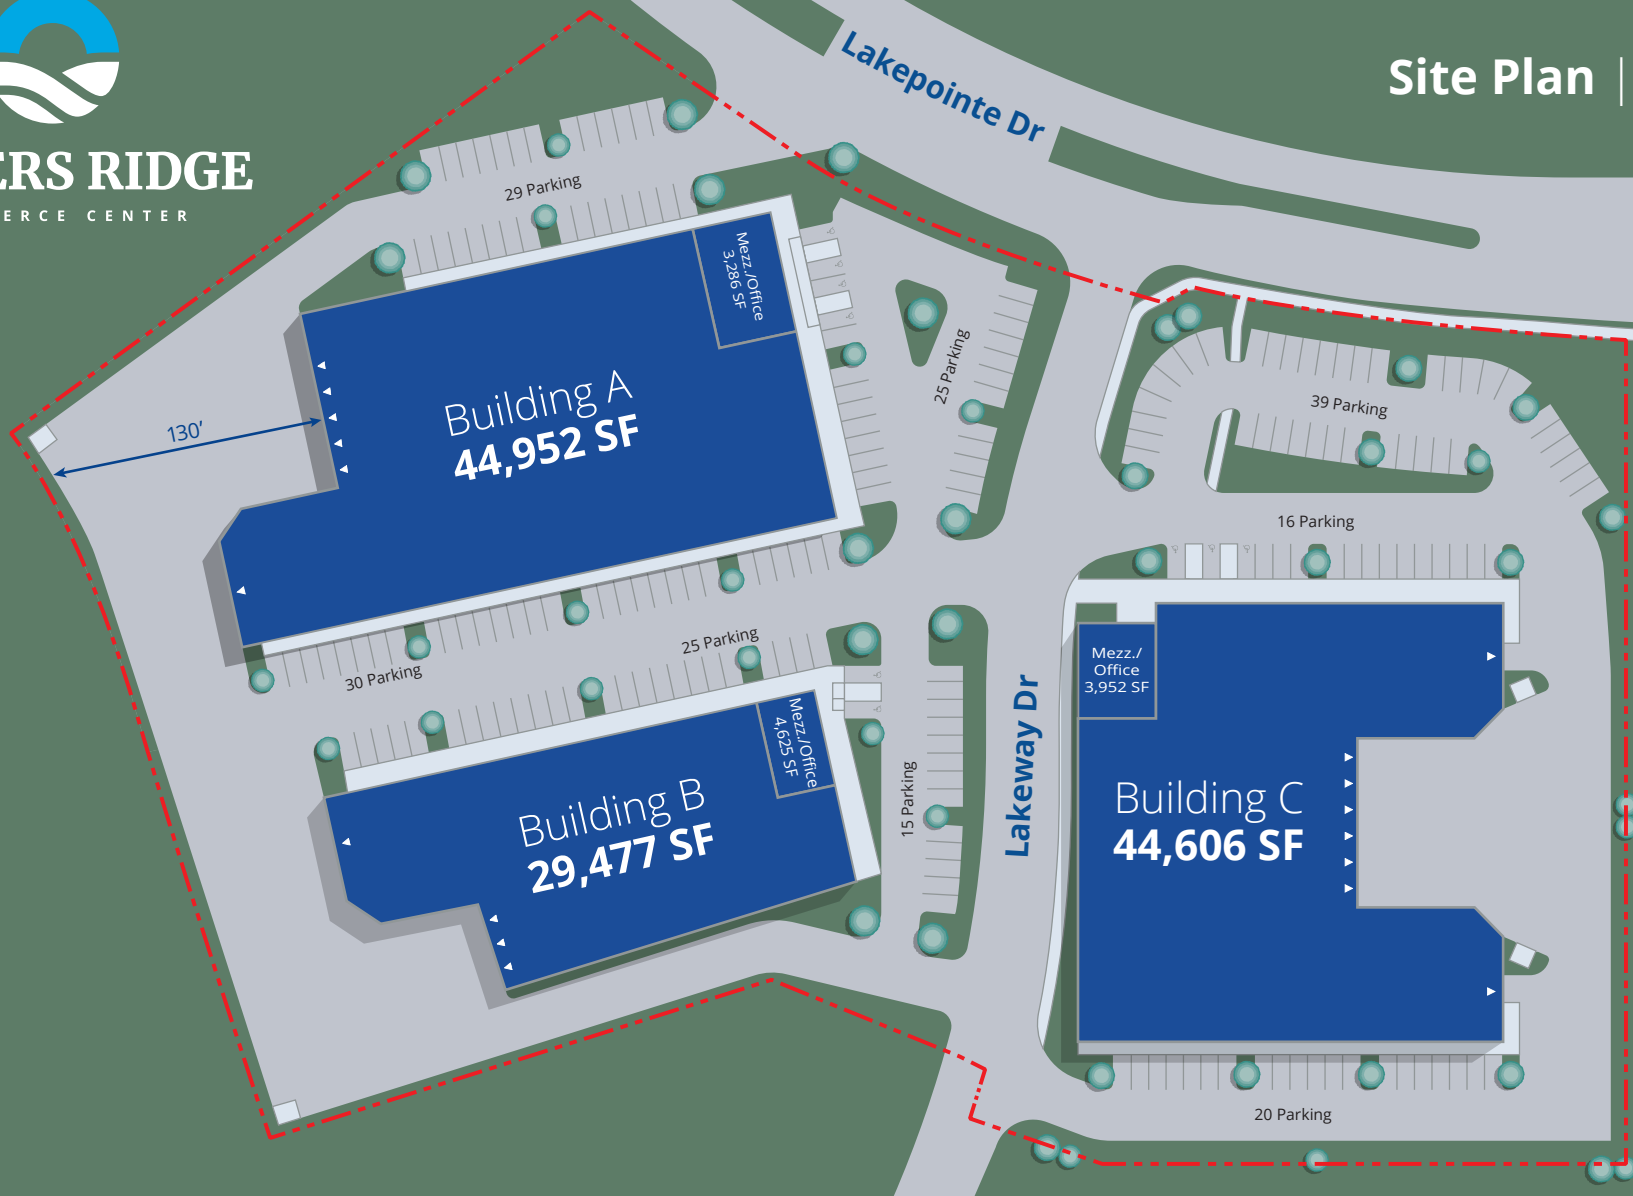 Lakepointe Dr
Site Plan |
ERS RIDGE
ERCE CENTER
29 Parking
Mezz./Office
3,286 SF
25 Parking
39 Parking
130’
Building A
44,952 SF
16 Parking
30 Parking
25 Parking
Mezz./
Office
3,952 SF
Mezz./Office
4,625 SF
Lakeway Dr
15 Parking
Building B
29,477 SF
Building C
44,606 SF
20 Parking